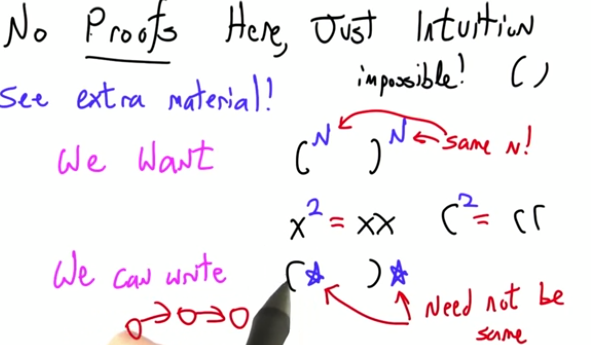 No Proofs Here, Just Intuition
impossible! ( )
See extra material!
We Want (ᴺ )ᴺ same N!
x² = xx (² = ((
We can write (* )* Need not be same